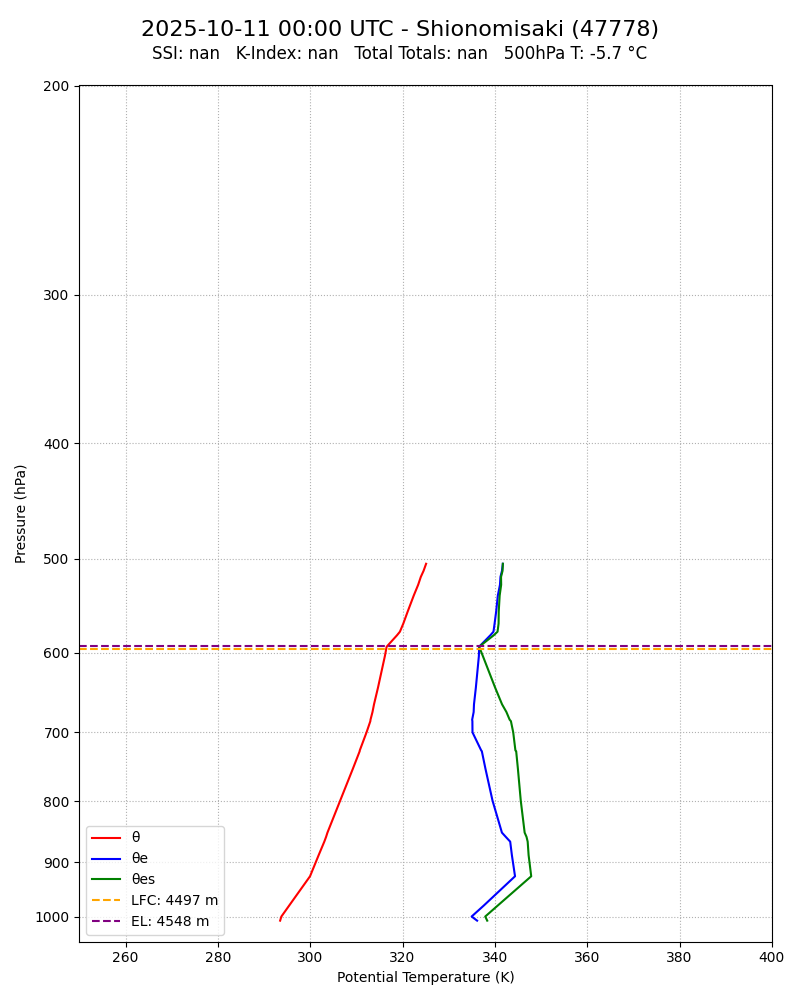 2025-10-11 00:00 UTC - Shionomisaki (47778)
SSI: nan   K-Index: nan   Total Totals: nan   500hPa T: -5.7 °C
200
300
400
500
600
700
800
900
1000
Pressure (hPa)
θ
θe
θes
LFC: 4497 m
EL: 4548 m
260 280 300 320 340 360 380 400
Potential Temperature (K)